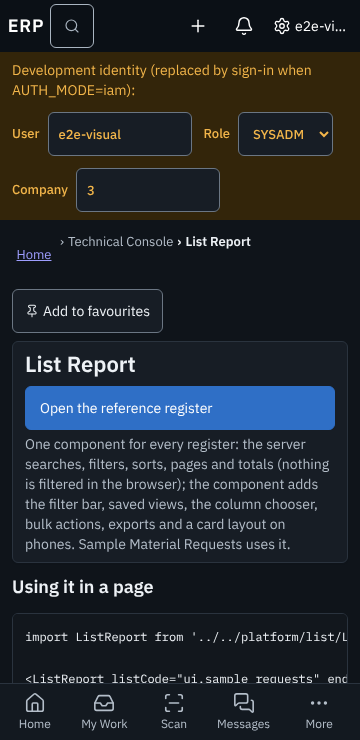 ERP
e2e-vi...
Development identity (replaced by sign-in when
AUTH_MODE=iam):
User e2e-visual Role SYSADM
Company 3
Home › Technical Console › List Report
Add to favourites
List Report
Open the reference register
One component for every register: the server
searches, filters, sorts, pages and totals (nothing
is filtered in the browser); the component adds
the filter bar, saved views, the column chooser,
bulk actions, exports and a card layout on
phones. Sample Material Requests uses it.
Using it in a page
import ListReport from '../../platform/list/L
<ListReport listCode="ui.sample_requests" end
Home My Work Scan Messages More